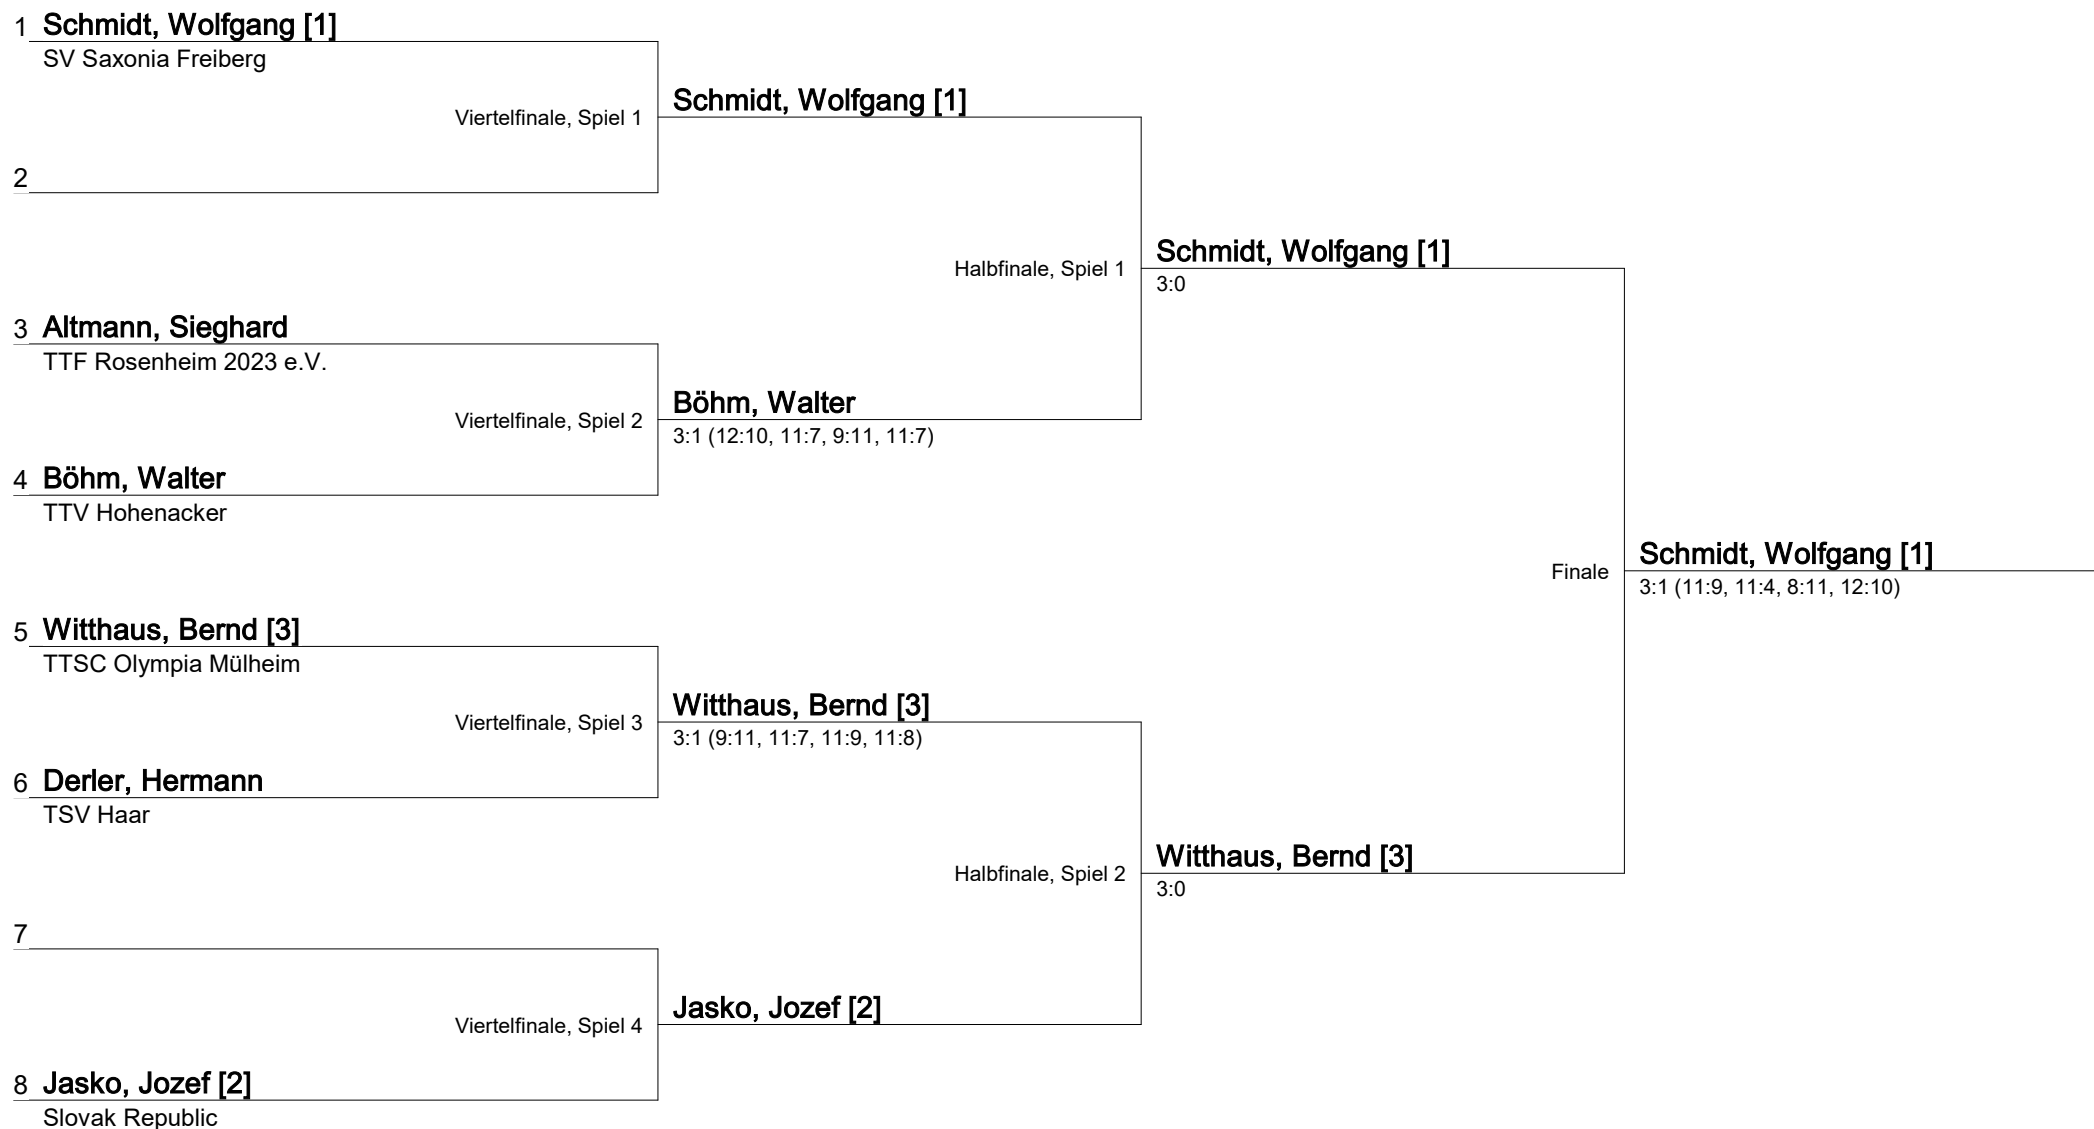 1 Schmidt, Wolfgang [1]
SV Saxonia Freiberg
Viertelfinale, Spiel 1
Schmidt, Wolfgang [1]
2
Halbfinale, Spiel 1
Schmidt, Wolfgang [1]
3:0
3 Altmann, Sieghard
TTF Rosenheim 2023 e.V.
Viertelfinale, Spiel 2
Böhm, Walter
3:1 (12:10, 11:7, 9:11, 11:7)
4 Böhm, Walter
TTV Hohenacker
Finale
Schmidt, Wolfgang [1]
3:1 (11:9, 11:4, 8:11, 12:10)
5 Witthaus, Bernd [3]
TTSC Olympia Mülheim
Viertelfinale, Spiel 3
Witthaus, Bernd [3]
3:1 (9:11, 11:7, 11:9, 11:8)
6 Derler, Hermann
TSV Haar
Halbfinale, Spiel 2
Witthaus, Bernd [3]
3:0
7
Viertelfinale, Spiel 4
Jasko, Jozef [2]
8 Jasko, Jozef [2]
Slovak Republic